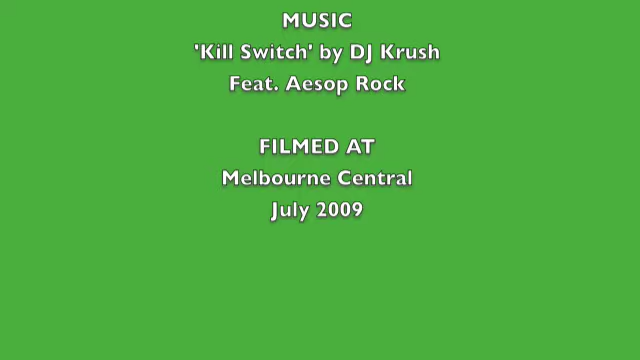 MUSIC
'Kill Switch' by DJ Krush
Feat. Aesop Rock
FILMED AT
Melbourne Central
July 2009